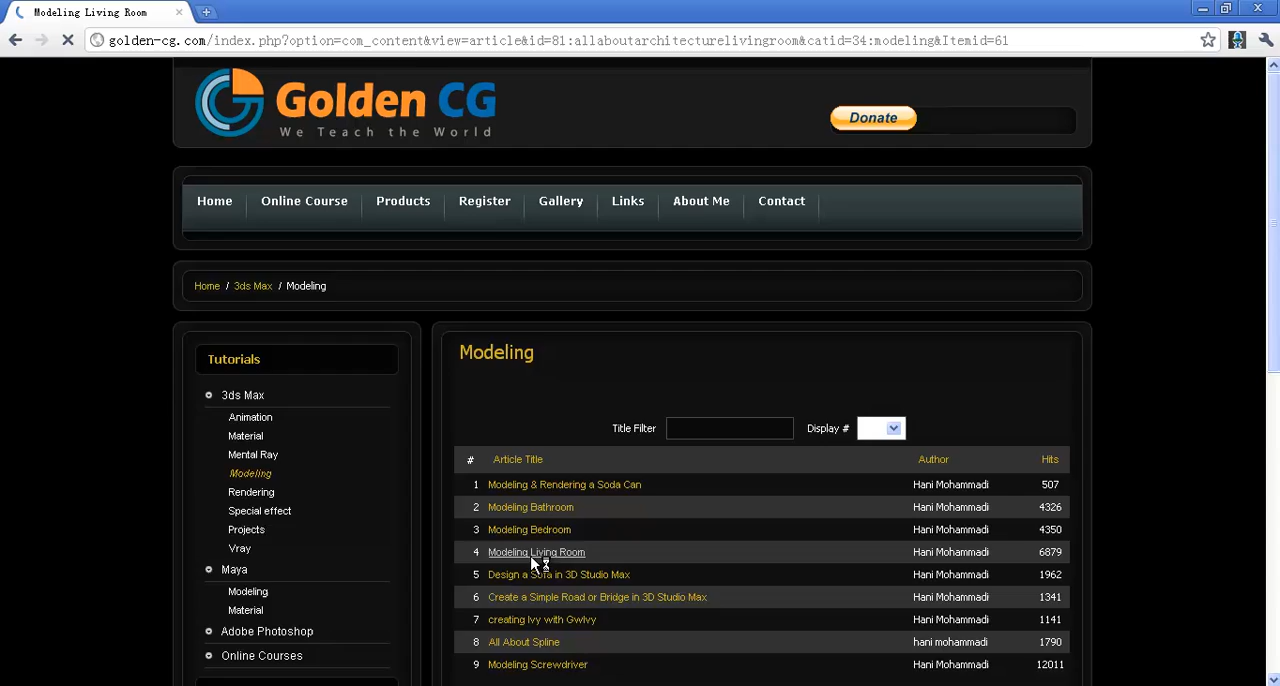 Modeling Living Room
golden-cg.com/index.php?option=com_content&view=article&id=81:allaboutarchitecturelivingroom&catid=34:modeling&Itemid=61
Golden CG
We Teach the World
Donate
Home Online Course Products Register Gallery Links About Me Contact
Home / 3ds Max / Modeling
Tutorials
3ds Max
Animation
Material
Mental Ray
Modeling
Rendering
Special effect
Projects
Vray
Maya
Modeling
Material
Adobe Photoshop
Online Courses
Modeling
Title Filter Display #
# Article Title Author Hits
1 Modeling & Rendering a Soda Can Hani Mohammadi 507
2 Modeling Bathroom Hani Mohammadi 4326
3 Modeling Bedroom Hani Mohammadi 4350
4 Modeling Living Room Hani Mohammadi 6879
5 Design a Sofa in 3D Studio Max Hani Mohammadi 1962
6 Create a Simple Road or Bridge in 3D Studio Max Hani Mohammadi 1341
7 creating Ivy with GwIvy Hani Mohammadi 1141
8 All About Spline hani mohammadi 1790
9 Modeling Screwdriver Hani Mohammadi 12011